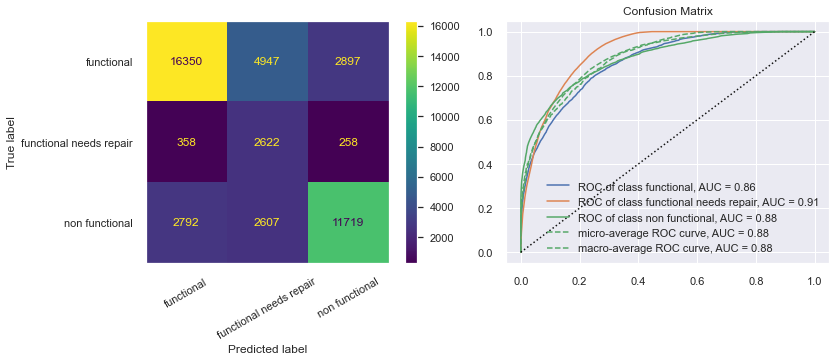 Confusion Matrix
True label
functional
functional needs repair
non functional
16350 4947 2897
358 2622 258
2792 2607 11719
functional
functional needs repair
non functional
Predicted label
16000
14000
12000
10000
8000
6000
4000
2000
1.0
0.8
0.6
0.4
0.2
0.0
ROC of class functional, AUC = 0.86
ROC of class functional needs repair, AUC = 0.91
ROC of class non functional, AUC = 0.88
micro-average ROC curve, AUC = 0.88
macro-average ROC curve, AUC = 0.88
0.0 0.2 0.4 0.6 0.8 1.0